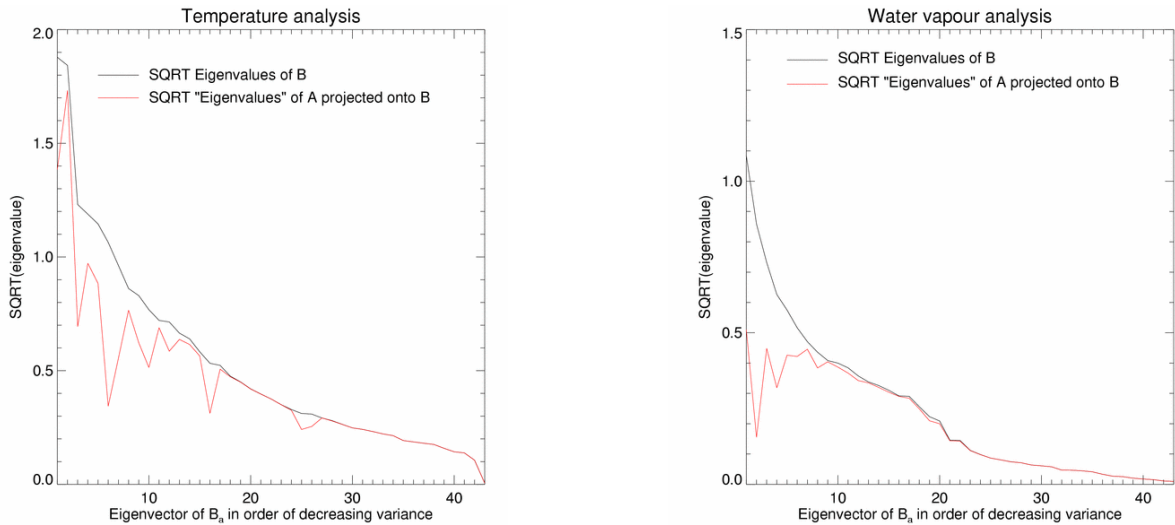 Temperature analysis
2.0
1.5
1.0
0.5
0.0
SQRT(eigenvalue)
SQRT Eigenvalues of B
SQRT "Eigenvalues" of A projected onto B
10
20
30
40
Eigenvector of Ba in order of decreasing variance
Water vapour analysis
1.5
1.0
0.5
0.0
SQRT(eigenvalue)
SQRT Eigenvalues of B
SQRT "Eigenvalues" of A projected onto B
10
20
30
40
Eigenvector of Ba in order of decreasing variance